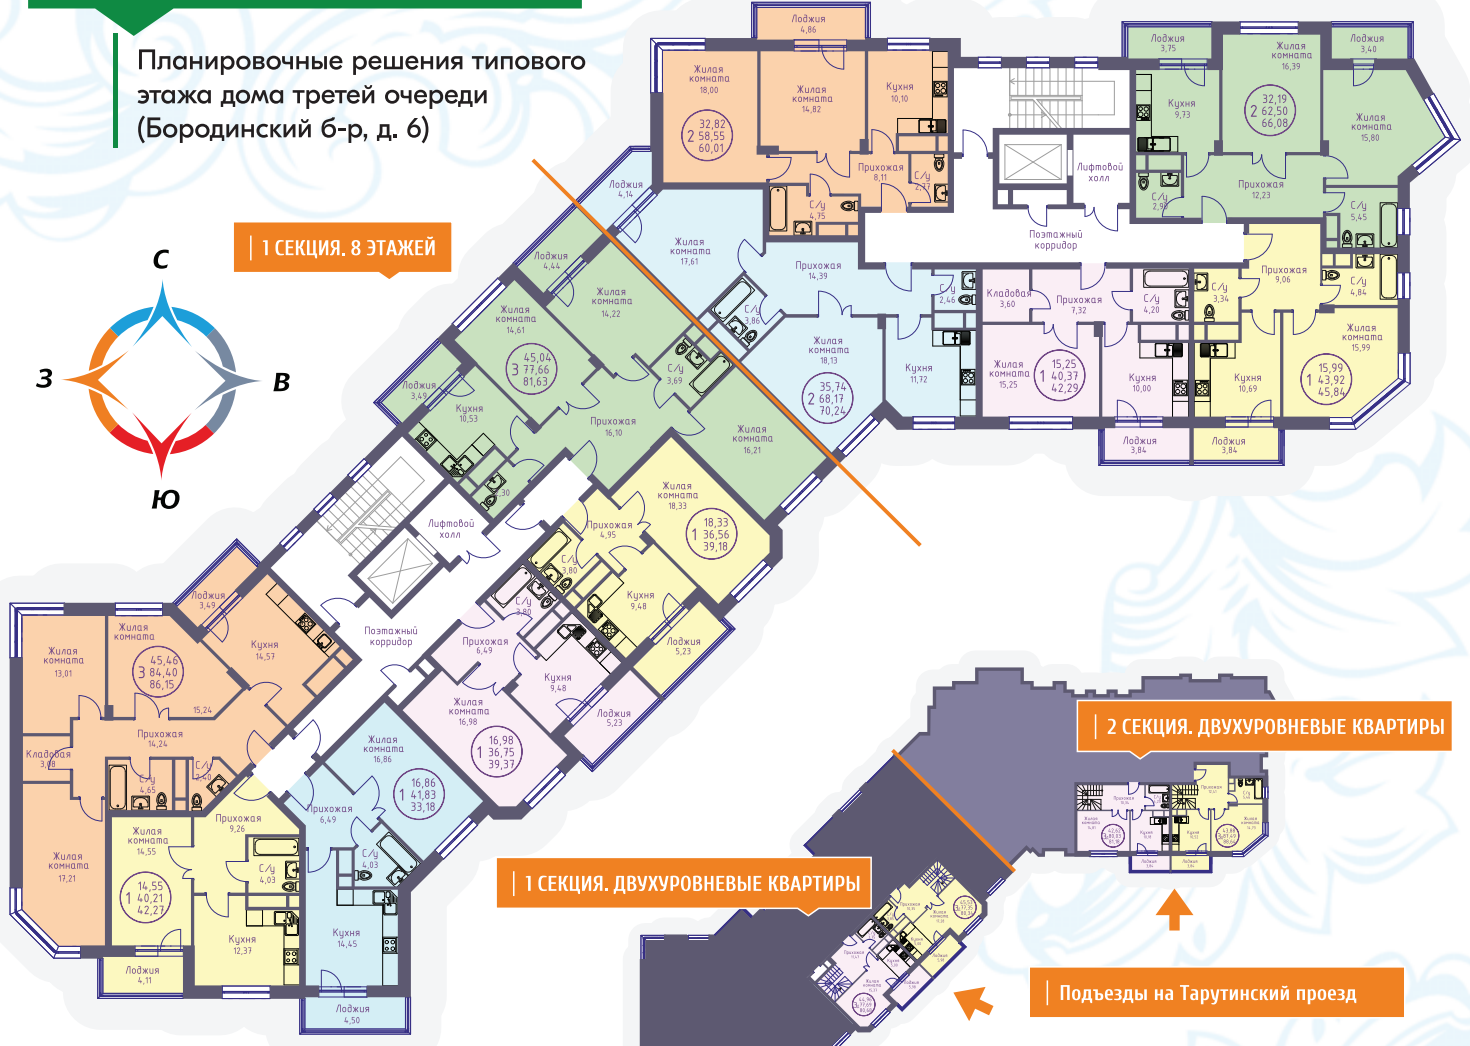 Планировочные решения типового
этажа дома третей очереди
(Бородинский б-р, д. 6)
1 СЕКЦИЯ. 8 ЭТАЖЕЙ
С
З
В
Ю
Лоджия
4,86
Жилая
комната
18,00
Жилая
комната
14,82
Кухня
10,10
2
32,82
58,55
60,01
Прихожая
8,11
С/у
2,77
С/у
4,75
Лоджия
3,75
Жилая
комната
16,39
Лоджия
3,40
Кухня
9,73
2
32,19
62,50
66,08
Жилая
комната
15,80
Прихожая
12,23
С/у
С/у
5,45
Лифтовой
холл
Поэтажный
коридор
Лоджия
4,14
Жилая
комната
17,61
Прихожая
14,39
С/у
3,86
С/у
2,46
Жилая
комната
18,13
Кухня
11,72
2
35,74
68,17
70,24
Кладовая
3,60
Прихожая
7,32
С/у
4,20
Жилая
комната
15,25
1
15,25
40,37
42,29
Кухня
10,00
Лоджия
3,84
Прихожая
9,06
С/у
3,34
С/у
4,84
Жилая
комната
15,99
Кухня
10,69
1
15,99
43,92
45,84
Лоджия
3,84
Лоджия
4,44
Жилая
комната
14,22
Жилая
комната
14,61
3
45,04
77,66
81,63
Лоджия
3,49
Кухня
10,53
С/у
3,69
Прихожая
16,10
Жилая
комната
16,21
Лифтовой
холл
Жилая
комната
18,33
1
18,33
36,56
39,18
Прихожая
4,95
С/у
3,80
Кухня
9,48
Лоджия
5,23
С/у
3,80
Прихожая
6,49
Кухня
9,48
Жилая
комната
16,98
1
16,98
36,75
39,37
Лоджия
5,23
Поэтажный
корридор
Лоджия
3,49
Кухня
14,57
Жилая
комната
15,24
Жилая
комната
13,01
3
45,46
84,40
86,15
Прихожая
14,24
Кладовая
3,08
С/у
4,65
С/у
2,40
Жилая
комната
17,21
Жилая
комната
16,86
1
16,86
41,83
33,18
Прихожая
6,49
С/у
4,03
Кухня
14,45
Лоджия
4,50
Прихожая
9,26
Жилая
комната
14,55
С/у
4,03
1
14,55
40,21
42,27
Кухня
12,37
Лоджия
4,11
2 СЕКЦИЯ. ДВУХУРОВНЕВЫЕ КВАРТИРЫ
1 СЕКЦИЯ. ДВУХУРОВНЕВЫЕ КВАРТИРЫ
Подъезды на Тарутинский проезд